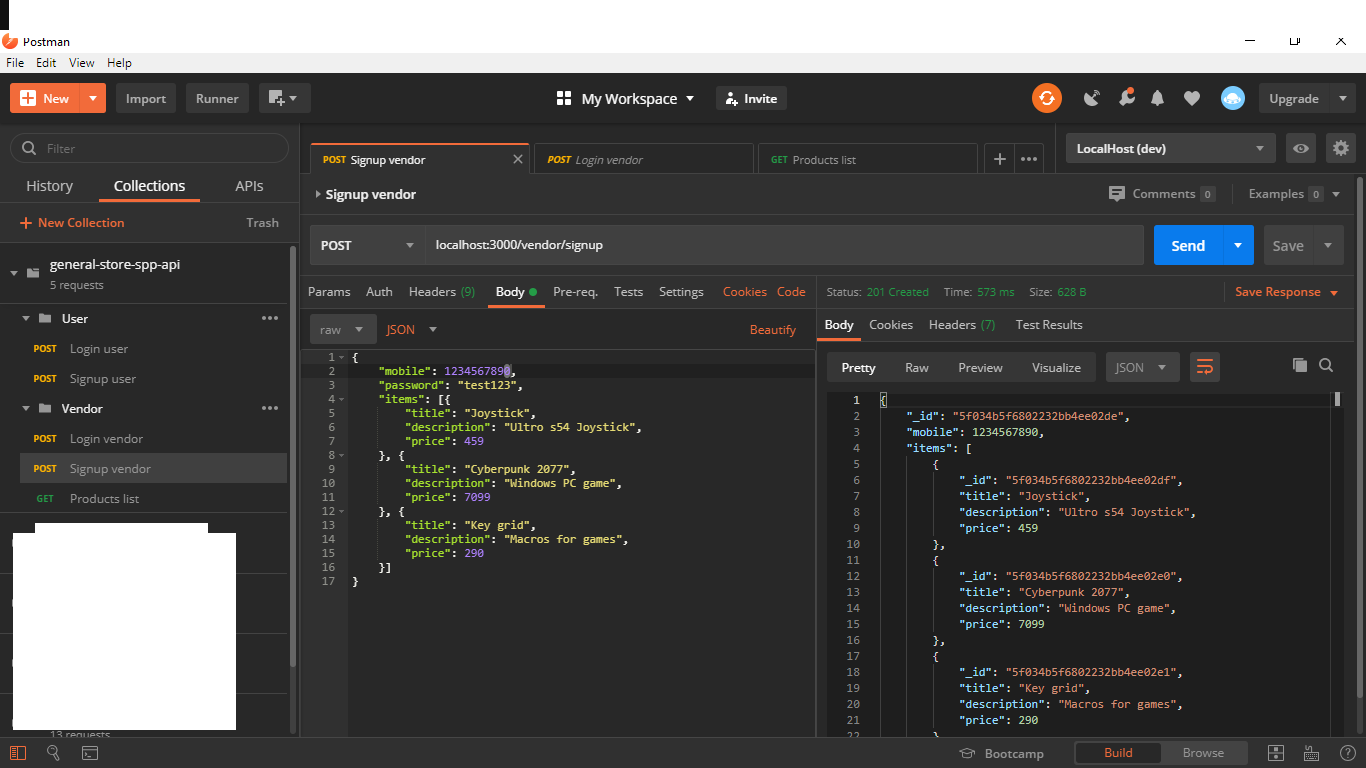 Postman
File Edit View Help
New Import Runner My Workspace Invite Upgrade
Filter
History Collections APIs
New Collection Trash
general-store-spp-api
5 requests
User
POST Login user
POST Signup user
Vendor
POST Login vendor
POST Signup vendor
GET Products list
13 requests
POST Signup vendor POST Login vendor GET Products list LocalHost (dev)
Signup vendor Comments 0 Examples 0
POST localhost:3000/vendor/signup Send Save
Params Auth Headers (9) Body Pre-req. Tests Settings Cookies Code
raw JSON Beautify
1 {
2 "mobile": 1234567890,
3 "password": "test123",
4 "items": [{
5 "title": "Joystick",
6 "description": "Ultro s54 Joystick",
7 "price": 459
8 }, {
9 "title": "Cyberpunk 2077",
10 "description": "Windows PC game",
11 "price": 7099
12 }, {
13 "title": "Key grid",
14 "description": "Macros for games",
15 "price": 290
16 }]
17 }
Status: 201 Created Time: 573 ms Size: 628 B Save Response
Body Cookies Headers (7) Test Results
Pretty Raw Preview Visualize JSON
1 {
2 "_id": "5f034b5f6802232bb4ee02de",
3 "mobile": 1234567890,
4 "items": [
5 {
6 "_id": "5f034b5f6802232bb4ee02df",
7 "title": "Joystick",
8 "description": "Ultro s54 Joystick",
9 "price": 459
10 },
11 {
12 "_id": "5f034b5f6802232bb4ee02e0",
13 "title": "Cyberpunk 2077",
14 "description": "Windows PC game",
15 "price": 7099
16 },
17 {
18 "_id": "5f034b5f6802232bb4ee02e1",
19 "title": "Key grid",
20 "description": "Macros for games",
21 "price": 290
22 }
Bootcamp Build Browse